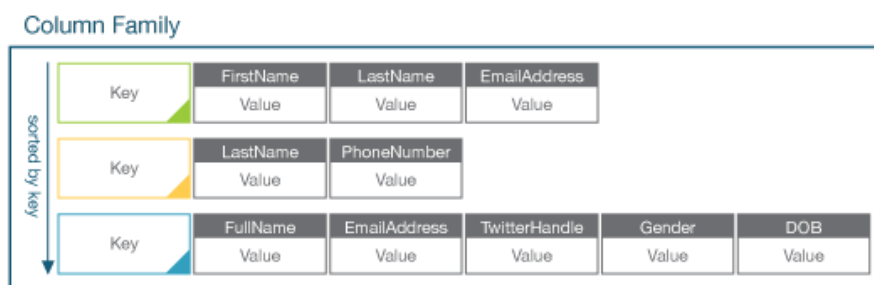 Column Family
sorted by key
Key
FirstName LastName EmailAddress
Value Value Value
Key
LastName PhoneNumber
Value Value
Key
FullName EmailAddress TwitterHandle Gender DOB
Value Value Value Value Value